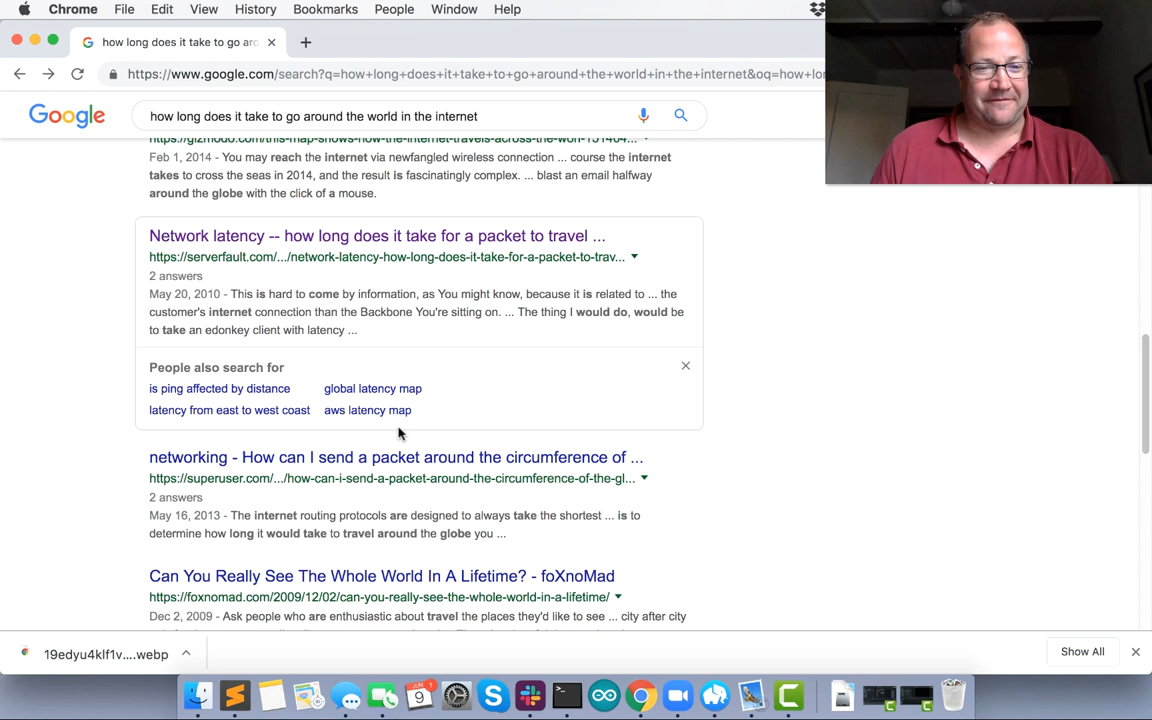 Chrome File Edit View History Bookmarks People Window Help
how long does it take to go aro
https://www.google.com/search?q=how+long+does+it+take+to+go+around+the+world+in+the+internet&oq=how+lo
Google how long does it take to go around the world in the internet
https://gizmodo.com/this-map-shows-how-the-internet-travels-across-the-worl-151404...
Feb 1, 2014 - You may reach the internet via newfangled wireless connection ... course the internet
takes to cross the seas in 2014, and the result is fascinatingly complex. ... blast an email halfway
around the globe with the click of a mouse.
Network latency -- how long does it take for a packet to travel ...
https://serverfault.com/.../network-latency-how-long-does-it-take-for-a-packet-to-trav...
2 answers
May 20, 2010 - This is hard to come by information, as You might know, because it is related to ... the
customer's internet connection than the Backbone You're sitting on. ... The thing I would do, would be
to take an edonkey client with latency ...
People also search for
is ping affected by distance global latency map
latency from east to west coast aws latency map
networking - How can I send a packet around the circumference of ...
https://superuser.com/.../how-can-i-send-a-packet-around-the-circumference-of-the-gl...
2 answers
May 16, 2013 - The internet routing protocols are designed to always take the shortest ... is to
determine how long it would take to travel around the globe you ...
Can You Really See The Whole World In A Lifetime? - foXnoMad
https://foxnomad.com/2009/12/02/can-you-really-see-the-whole-world-in-a-lifetime/
Dec 2, 2009 - Ask people who are enthusiastic about travel the places they'd like to see ... city after city
19edyu4klf1v....webp Show All
9
1